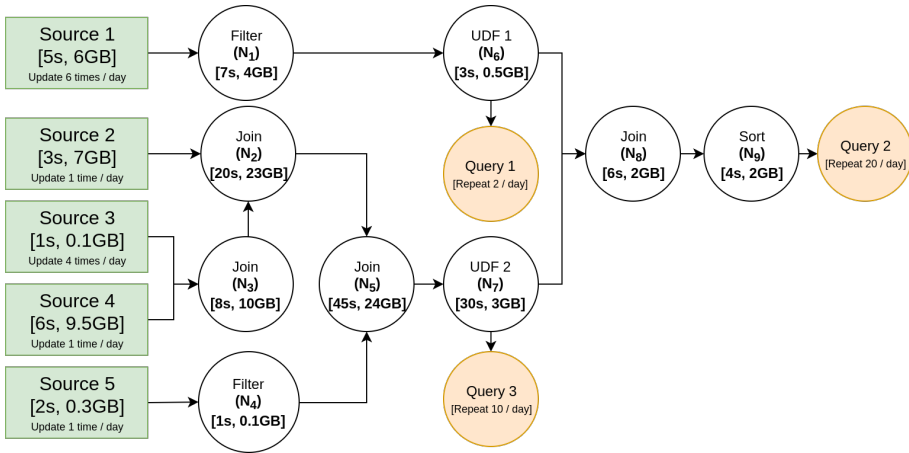 Source 1
[5s, 6GB]
Update 6 times / day
Filter
(N1)
[7s, 4GB]
UDF 1
(N6)
[3s, 0.5GB]
Source 2
[3s, 7GB]
Update 1 time / day
Join
(N2)
[20s, 23GB]
Query 1
[Repeat 2 / day]
Join
(N8)
[6s, 2GB]
Sort
(N9)
[4s, 2GB]
Query 2
[Repeat 20 / day]
Source 3
[1s, 0.1GB]
Update 4 times / day
Source 4
[6s, 9.5GB]
Update 1 time / day
Join
(N3)
[8s, 10GB]
Join
(N5)
[45s, 24GB]
UDF 2
(N7)
[30s, 3GB]
Source 5
[2s, 0.3GB]
Update 1 time / day
Filter
(N4)
[1s, 0.1GB]
Query 3
[Repeat 10 / day]